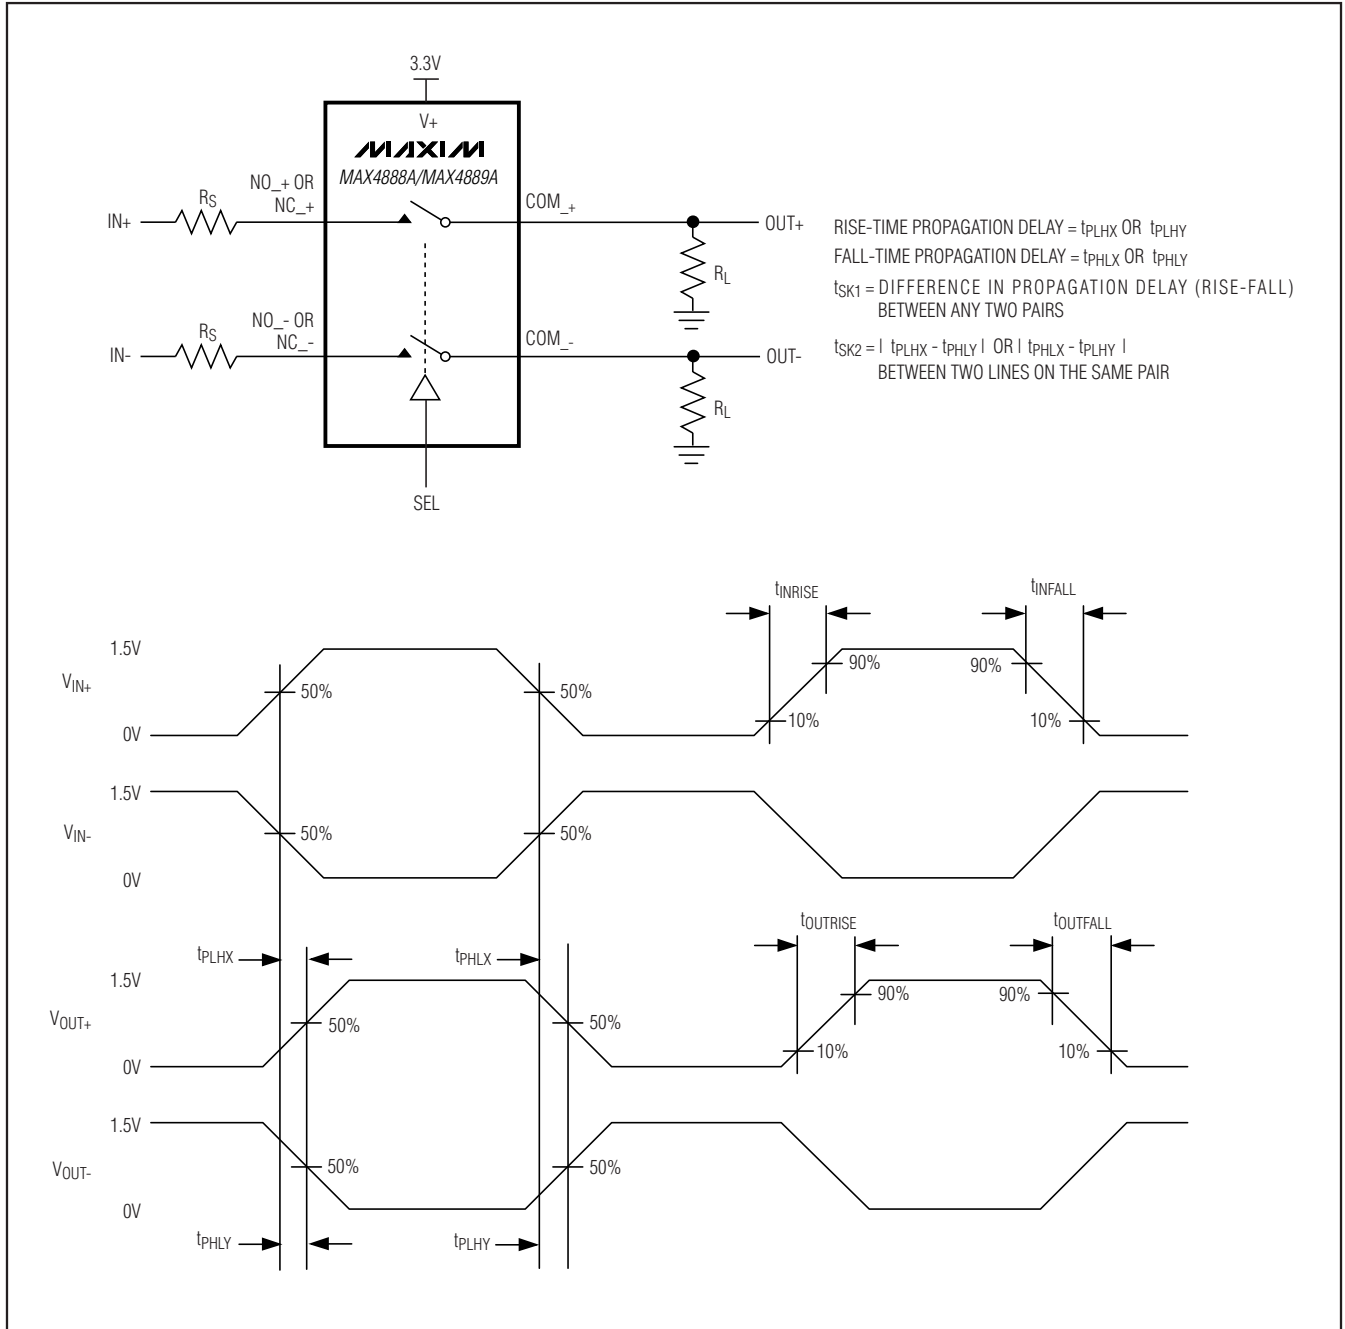 3.3V
V+
MAXIM
MAX4888A/MAX4889A
NO_+ OR
NC_+
RS
IN+
COM_+
OUT+
RL
NO_- OR
NC_-
RS
IN-
COM_-
OUT-
RL
SEL
RISE-TIME PROPAGATION DELAY = tPLHX OR tPLHY
FALL-TIME PROPAGATION DELAY = tPHLX OR tPHLY
tSK1 = DIFFERENCE IN PROPAGATION DELAY (RISE-FALL)
BETWEEN ANY TWO PAIRS
tSK2 = | tPLHX - tPHLY | OR | tPHLX - tPLHY |
BETWEEN TWO LINES ON THE SAME PAIR
tINRISE
tINFALL
1.5V
VIN+
0V
50%
50%
90%
10%
90%
10%
1.5V
VIN-
0V
50%
50%
tOUTRISE
tOUTFALL
tPLHX
tPHLX
1.5V
VOUT+
0V
50%
50%
90%
10%
90%
10%
1.5V
VOUT-
0V
50%
50%
tPHLY
tPLHY